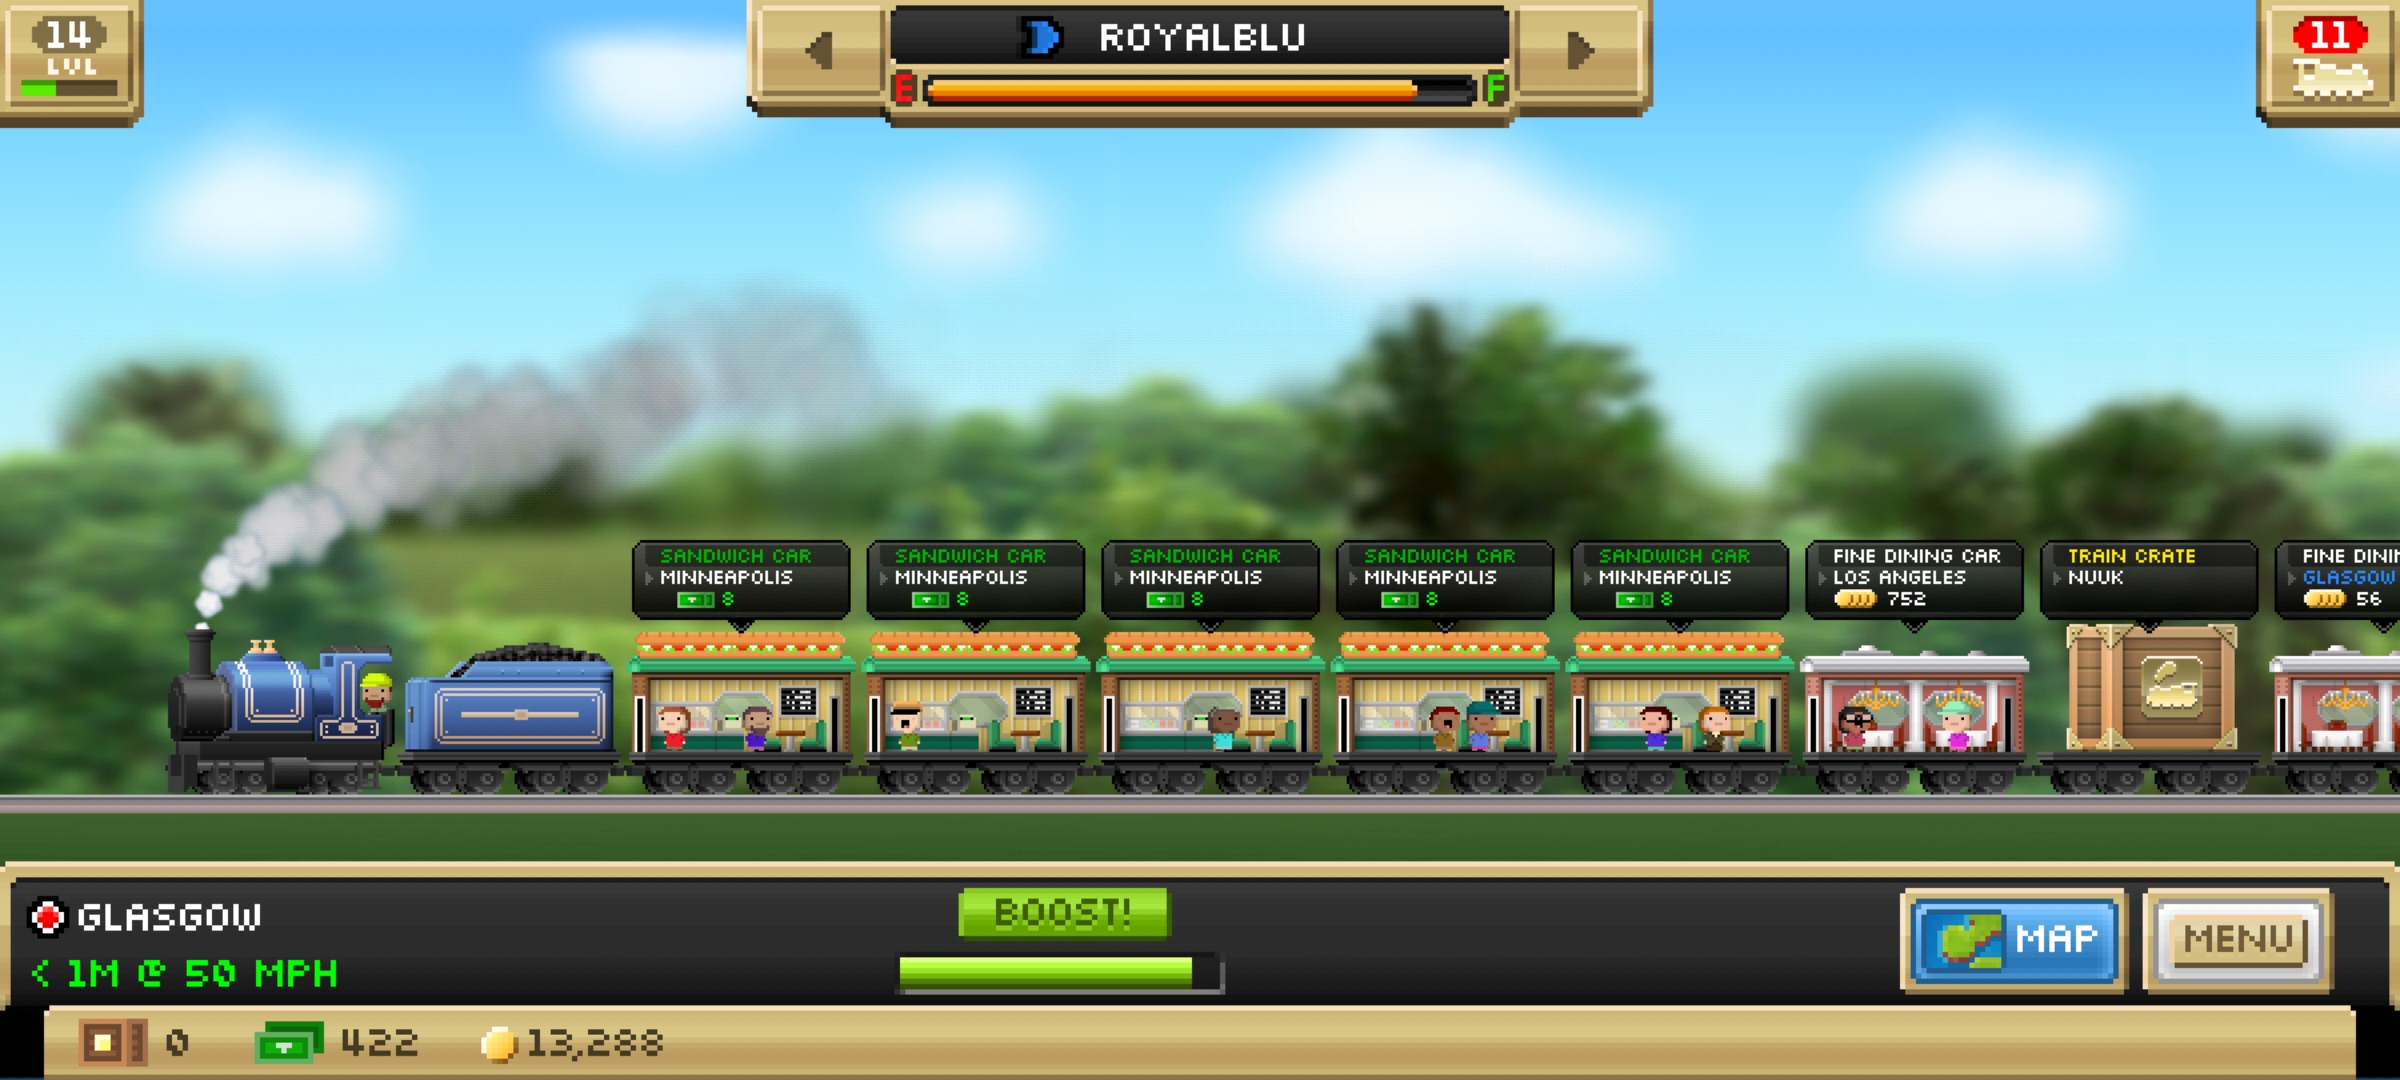 14
LVL
ROYALBLU
E F
11
SANDWICH CAR
MINNEAPOLIS
8
SANDWICH CAR
MINNEAPOLIS
8
SANDWICH CAR
MINNEAPOLIS
8
SANDWICH CAR
MINNEAPOLIS
8
SANDWICH CAR
MINNEAPOLIS
8
FINE DINING CAR
LOS ANGELES
752
TRAIN CRATE
NUUK
FINE DININ
GLASGOW
56
GLASGOW
< 1M @ 50 MPH
BOOST!
MAP
MENU
0
422
13,288